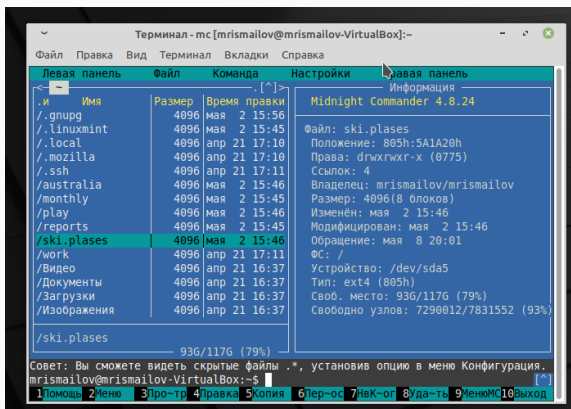 Терминал - mc [mrismailov@mrismailov-VirtualBox]:~
Файл Правка Вид Терминал Вкладки Справка
Левая панель Файл Команда Настройки Правая панель
<─ ~ ─ .[^]> Информация
.и Имя Размер Время правки Midnight Commander 4.8.24
/.gnupg 4096 мая 2 15:56
/.linuxmint 4096 мая 2 15:45 Файл: ski.plases
/.local 4096 апр 21 17:10 Положение: 805h:5A1A20h
/.mozilla 4096 апр 21 17:10 Права: drwxrwxr-x (0775)
/.ssh 4096 апр 21 17:11 Ссылок: 4
/australia 4096 мая 2 15:46 Владелец: mrismailov/mrismailov
/monthly 4096 мая 2 15:45 Размер: 4096(8 блоков)
/play 4096 мая 2 15:46 Изменён: мая 2 15:46
/reports 4096 мая 2 15:45 Модифицирован: мая 2 15:46
/ski.plases 4096 мая 2 15:46 Обращение: мая 8 20:01
/work 4096 апр 21 17:11 ФС: /
/Видео 4096 апр 21 16:37 Устройство: /dev/sda5
/Документы 4096 апр 21 16:37 Тип: ext4 (805h)
/Загрузки 4096 апр 21 16:37 Своб. место: 93G/117G (79%)
/Изображения 4096 апр 21 16:37 Свободно узлов: 7290012/7831552 (93%)
/ski.plases
93G/117G (79%)
Совет: Вы сможете видеть скрытые файлы .*, установив опцию в меню Конфигурация.
mrismailov@mrismailov-VirtualBox:~$ [^]
1Помощь 2Меню 3Про~тр 4Правка 5Копия 6Пер~ос 7НвК~ог 8Уда~ть 9МенюMC 10Выход